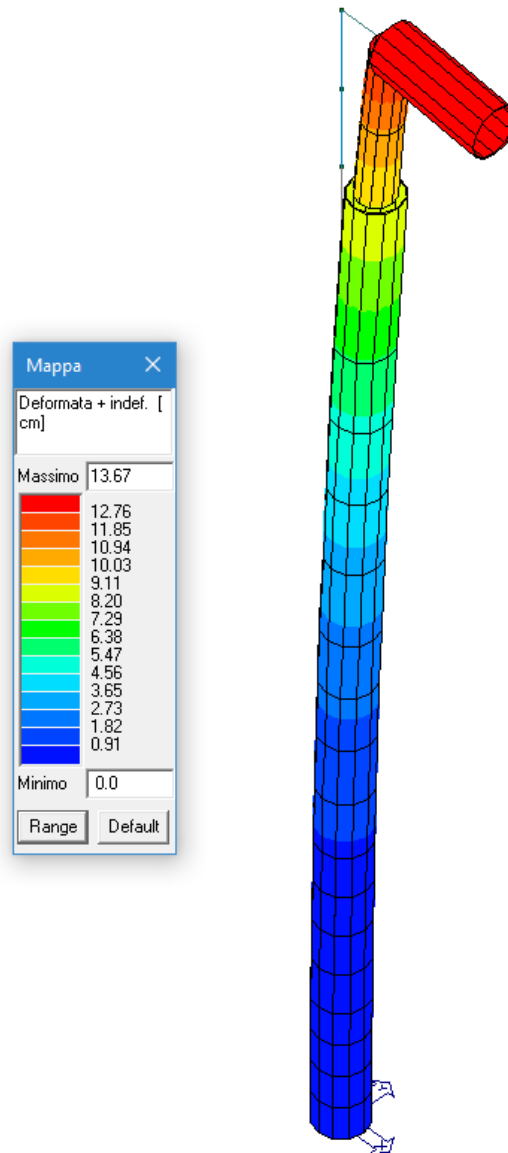 Mappa
Deformata + indef. [
cm]
Massimo 13.67
12.76
11.85
10.94
10.03
9.11
8.20
7.29
6.38
5.47
4.56
3.65
2.73
1.82
0.91
Minimo 0.0
Range Default